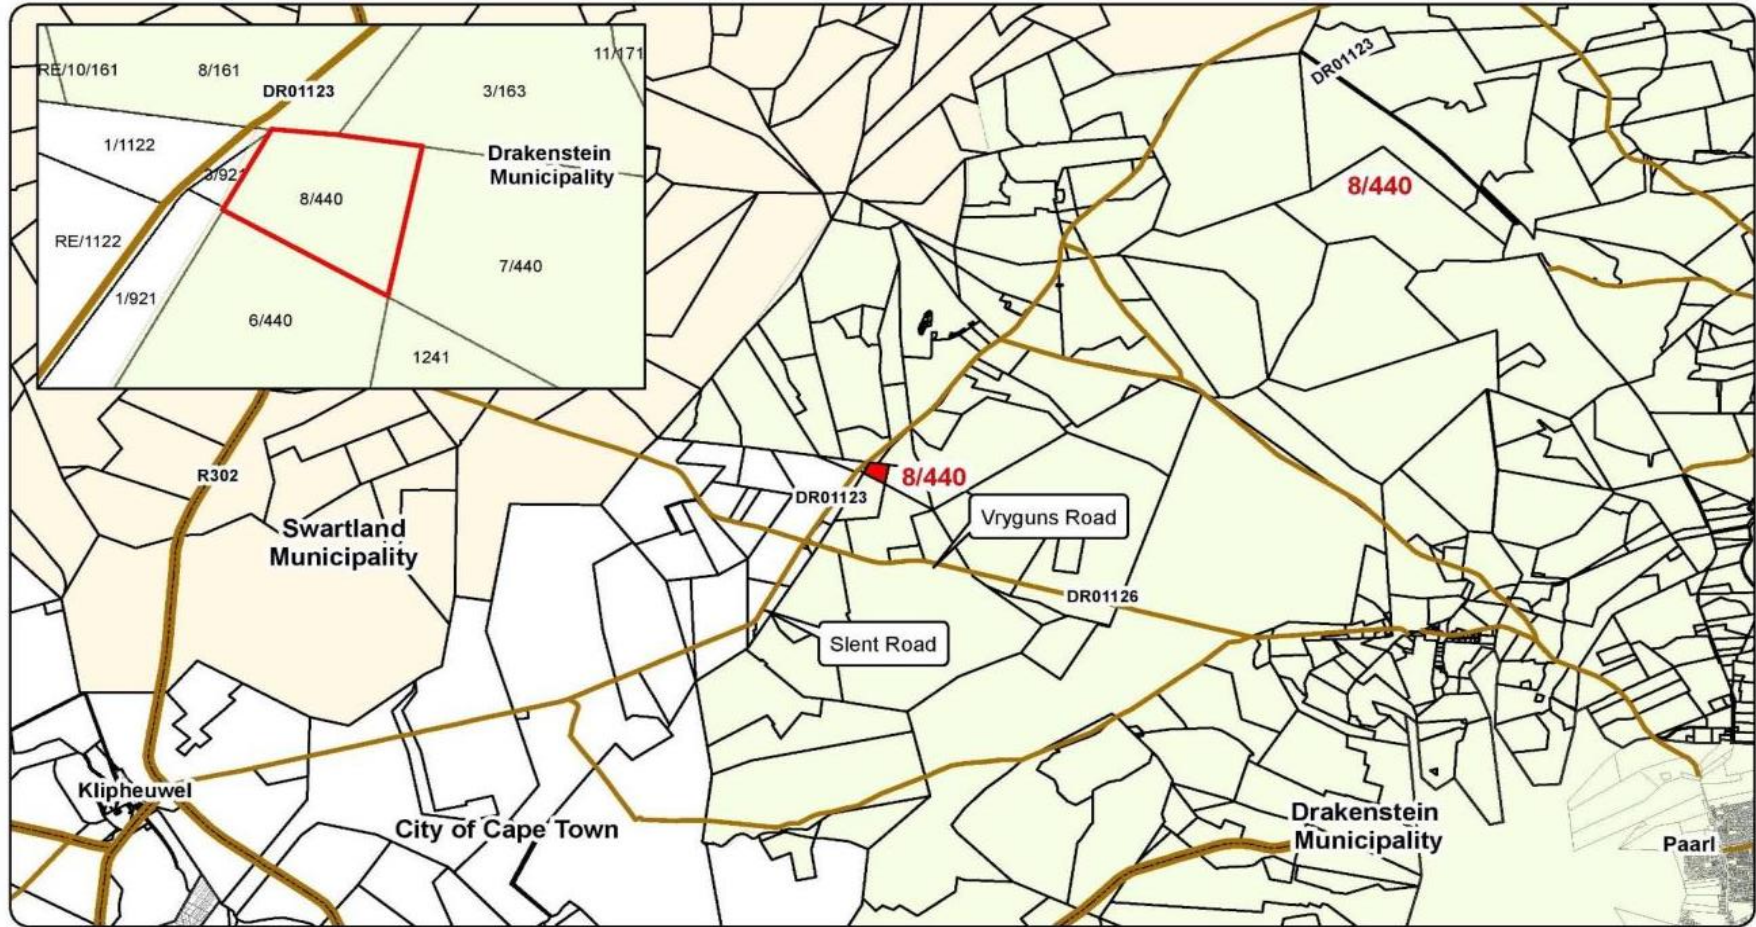 RE/10/161
8/161
11/171
DR01123
3/163
1/1122
Drakenstein
Municipality
3/921
8/440
RE/1122
7/440
1/921
6/440
1241
DR01123
8/440
R302
8/440
DR01123
Vryguns Road
Swartland
Municipality
DR01126
Slent Road
Klipheuwel
City of Cape Town
Drakenstein
Municipality
Paarl